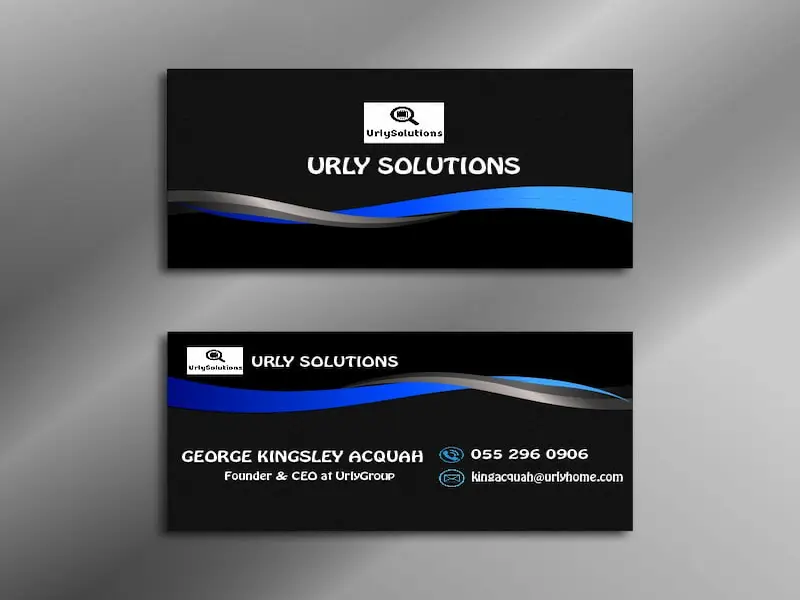 UrlySolutions
URLY SOLUTIONS
UrlySolutions
URLY SOLUTIONS
GEORGE KINGSLEY ACQUAH
Founder & CEO at UrlyGroup
055 296 0906
kingacquah@urlyhome.com